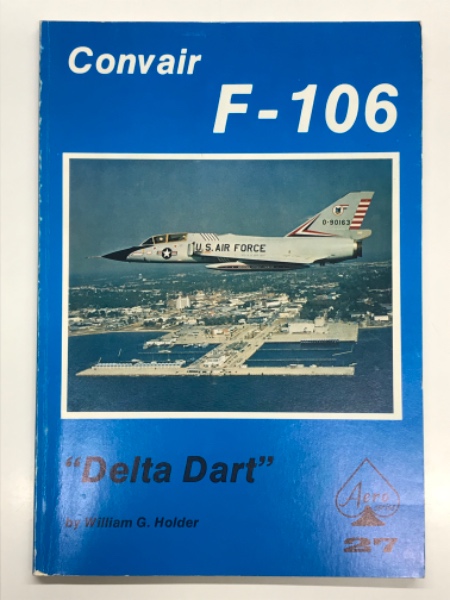 Convair
F-106
0-90163
U.S. AIR FORCE
"Delta Dart"
by William G. Holder
Aero
27